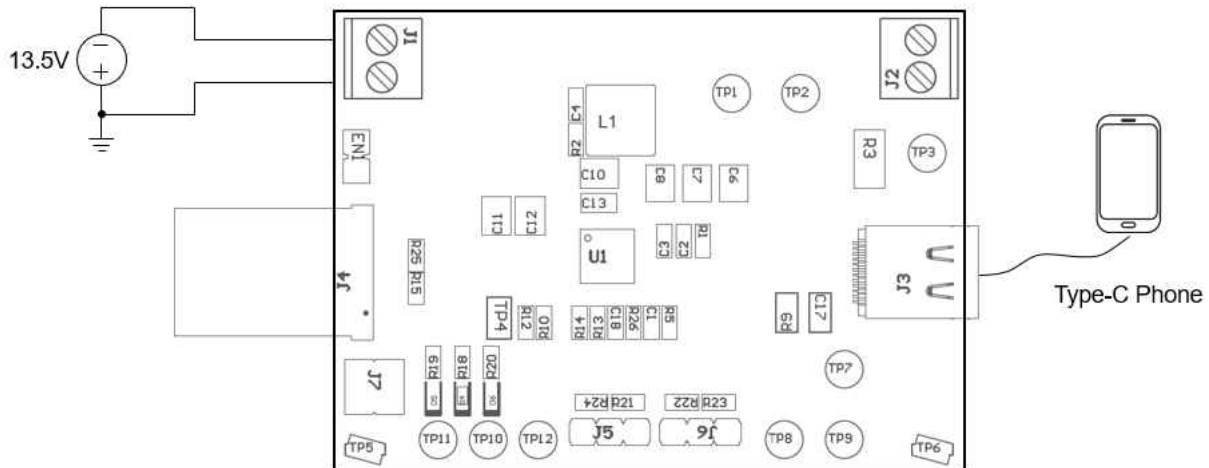 13.5V
−
+
J1
J2
TP1
TP2
C4
L1
R2
EN1
R3
TP3
C10
C8
C7
C9
C13
C11
C12
R25
R15
U1
C3
C2
R1
J4
J3
Type-C Phone
TP4
R12
R10
R14
R13
C18
R26
C1
R5
R9
C17
R19
R18
R20
J7
TP7
D5
D6
R24
R21
R22
R23
TP5
TP11
TP10
TP12
J5
J6
TP8
TP9
TP6